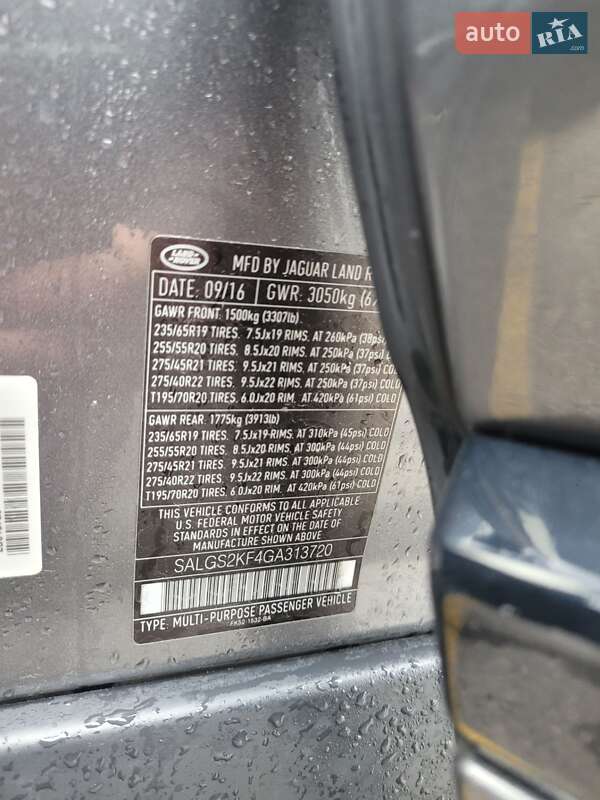 auto RIA .com
LAND ROVER
MFD BY JAGUAR LAND R
DATE: 09/16 GWR: 3050kg (67
GAWR FRONT: 1500kg (3307lb)
235/65R19 TIRES. 7.5Jx19 RIMS. AT 260kPa (38psi
255/55R20 TIRES. 8.5Jx20 RIMS. AT 250kPa (37psi) C
275/45R21 TIRES. 9.5Jx21 RIMS. AT 250kPa (37psi) COL
275/40R22 TIRES. 9.5Jx22 RIMS. AT 250kPa (37psi) COLD
T195/70R20 TIRES. 6.0Jx20 RIM. AT 420kPa (61psi) COLD
GAWR REAR: 1775kg (3913lb)
235/65R19 TIRES. 7.5Jx19 RIMS. AT 310kPa (45psi) COLD
255/55R20 TIRES. 8.5Jx20 RIMS. AT 300kPa (44psi) COLD
275/45R21 TIRES. 9.5Jx21 RIMS. AT 300kPa (44psi) COLD
275/40R22 TIRES. 9.5Jx22 RIMS. AT 300kPa (44psi) COLD
T195/70R20 TIRES. 6.0Jx20 RIM. AT 420kPa (61psi) COLD
THIS VEHICLE CONFORMS TO ALL APPLICABLE
U.S. FEDERAL MOTOR VEHICLE SAFETY
STANDARDS IN EFFECT ON THE DATE
OF MANUFACTURE SHOWN ABOVE
SALGS2KF4GA313720
TYPE: MULTI-PURPOSE PASSENGER VEHICLE